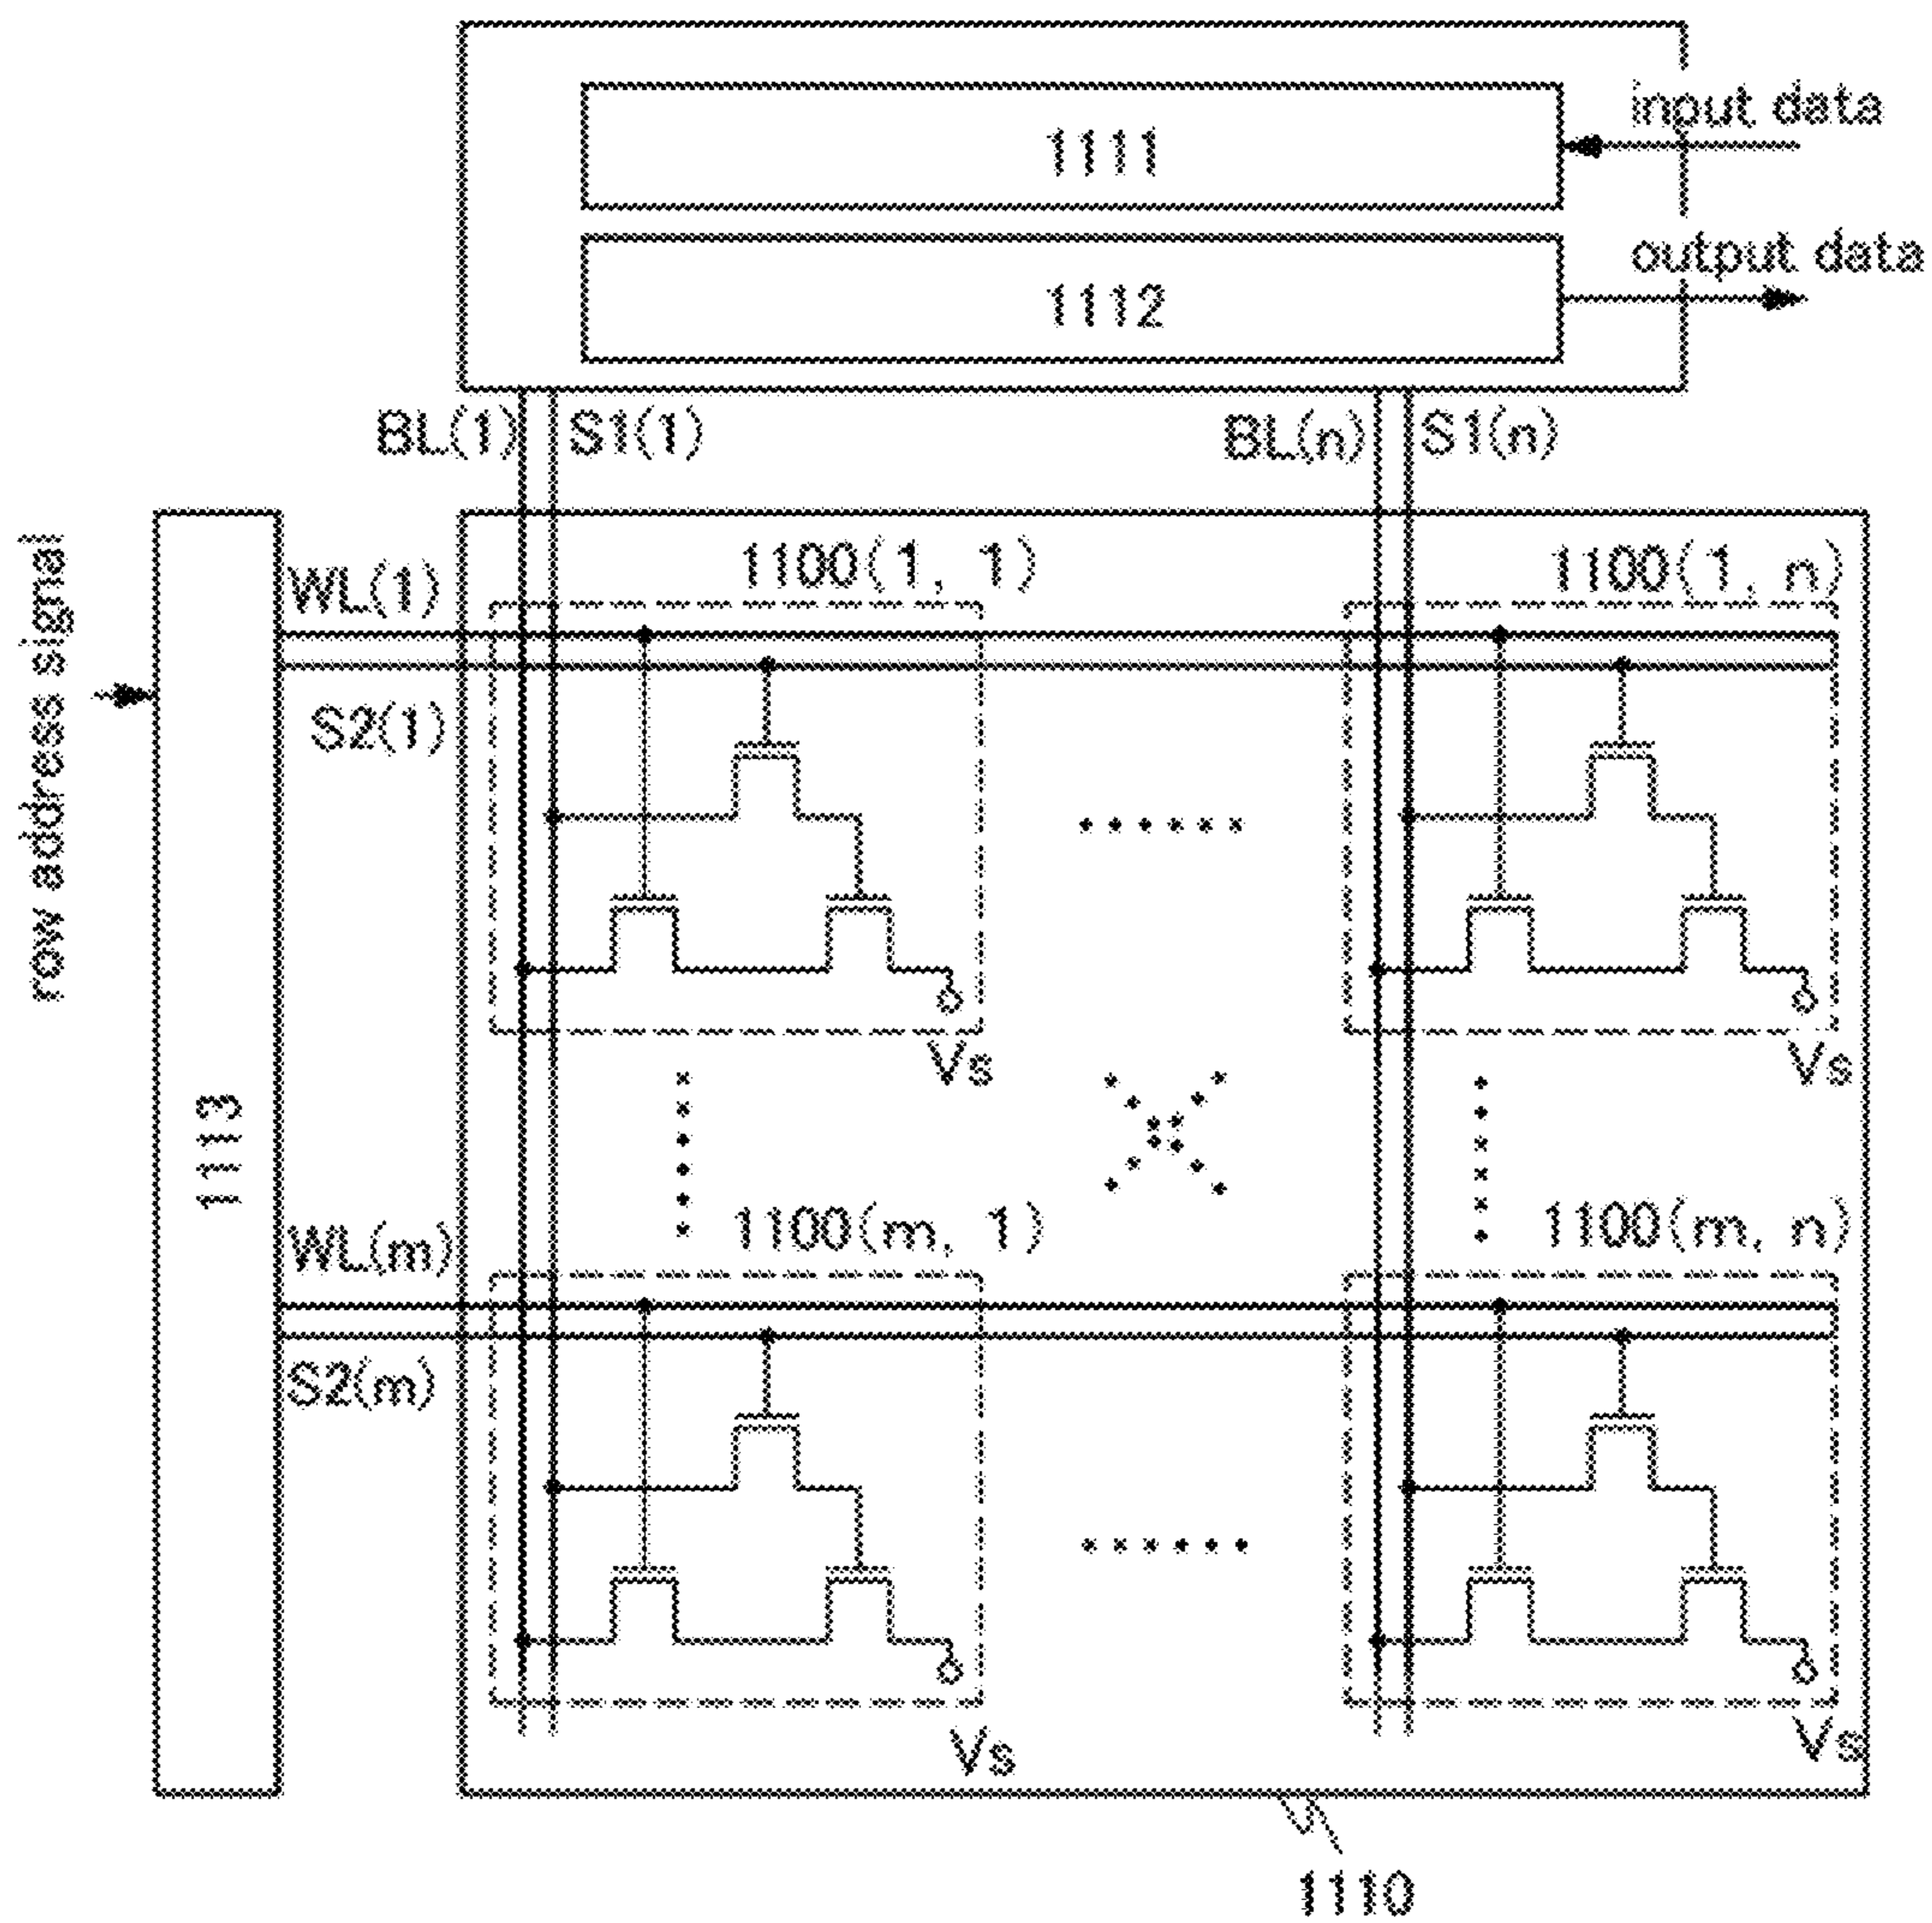 input data
1111
output data
1112
BL(1) S1(1) BL(n) S1(n)
row address signal
1113
WL(1)
1100(1, 1)
1100(1, n)
S2(1)
Vs
Vs
WL(m)
1100(m, 1)
1100(m, n)
S2(m)
Vs
Vs
1110